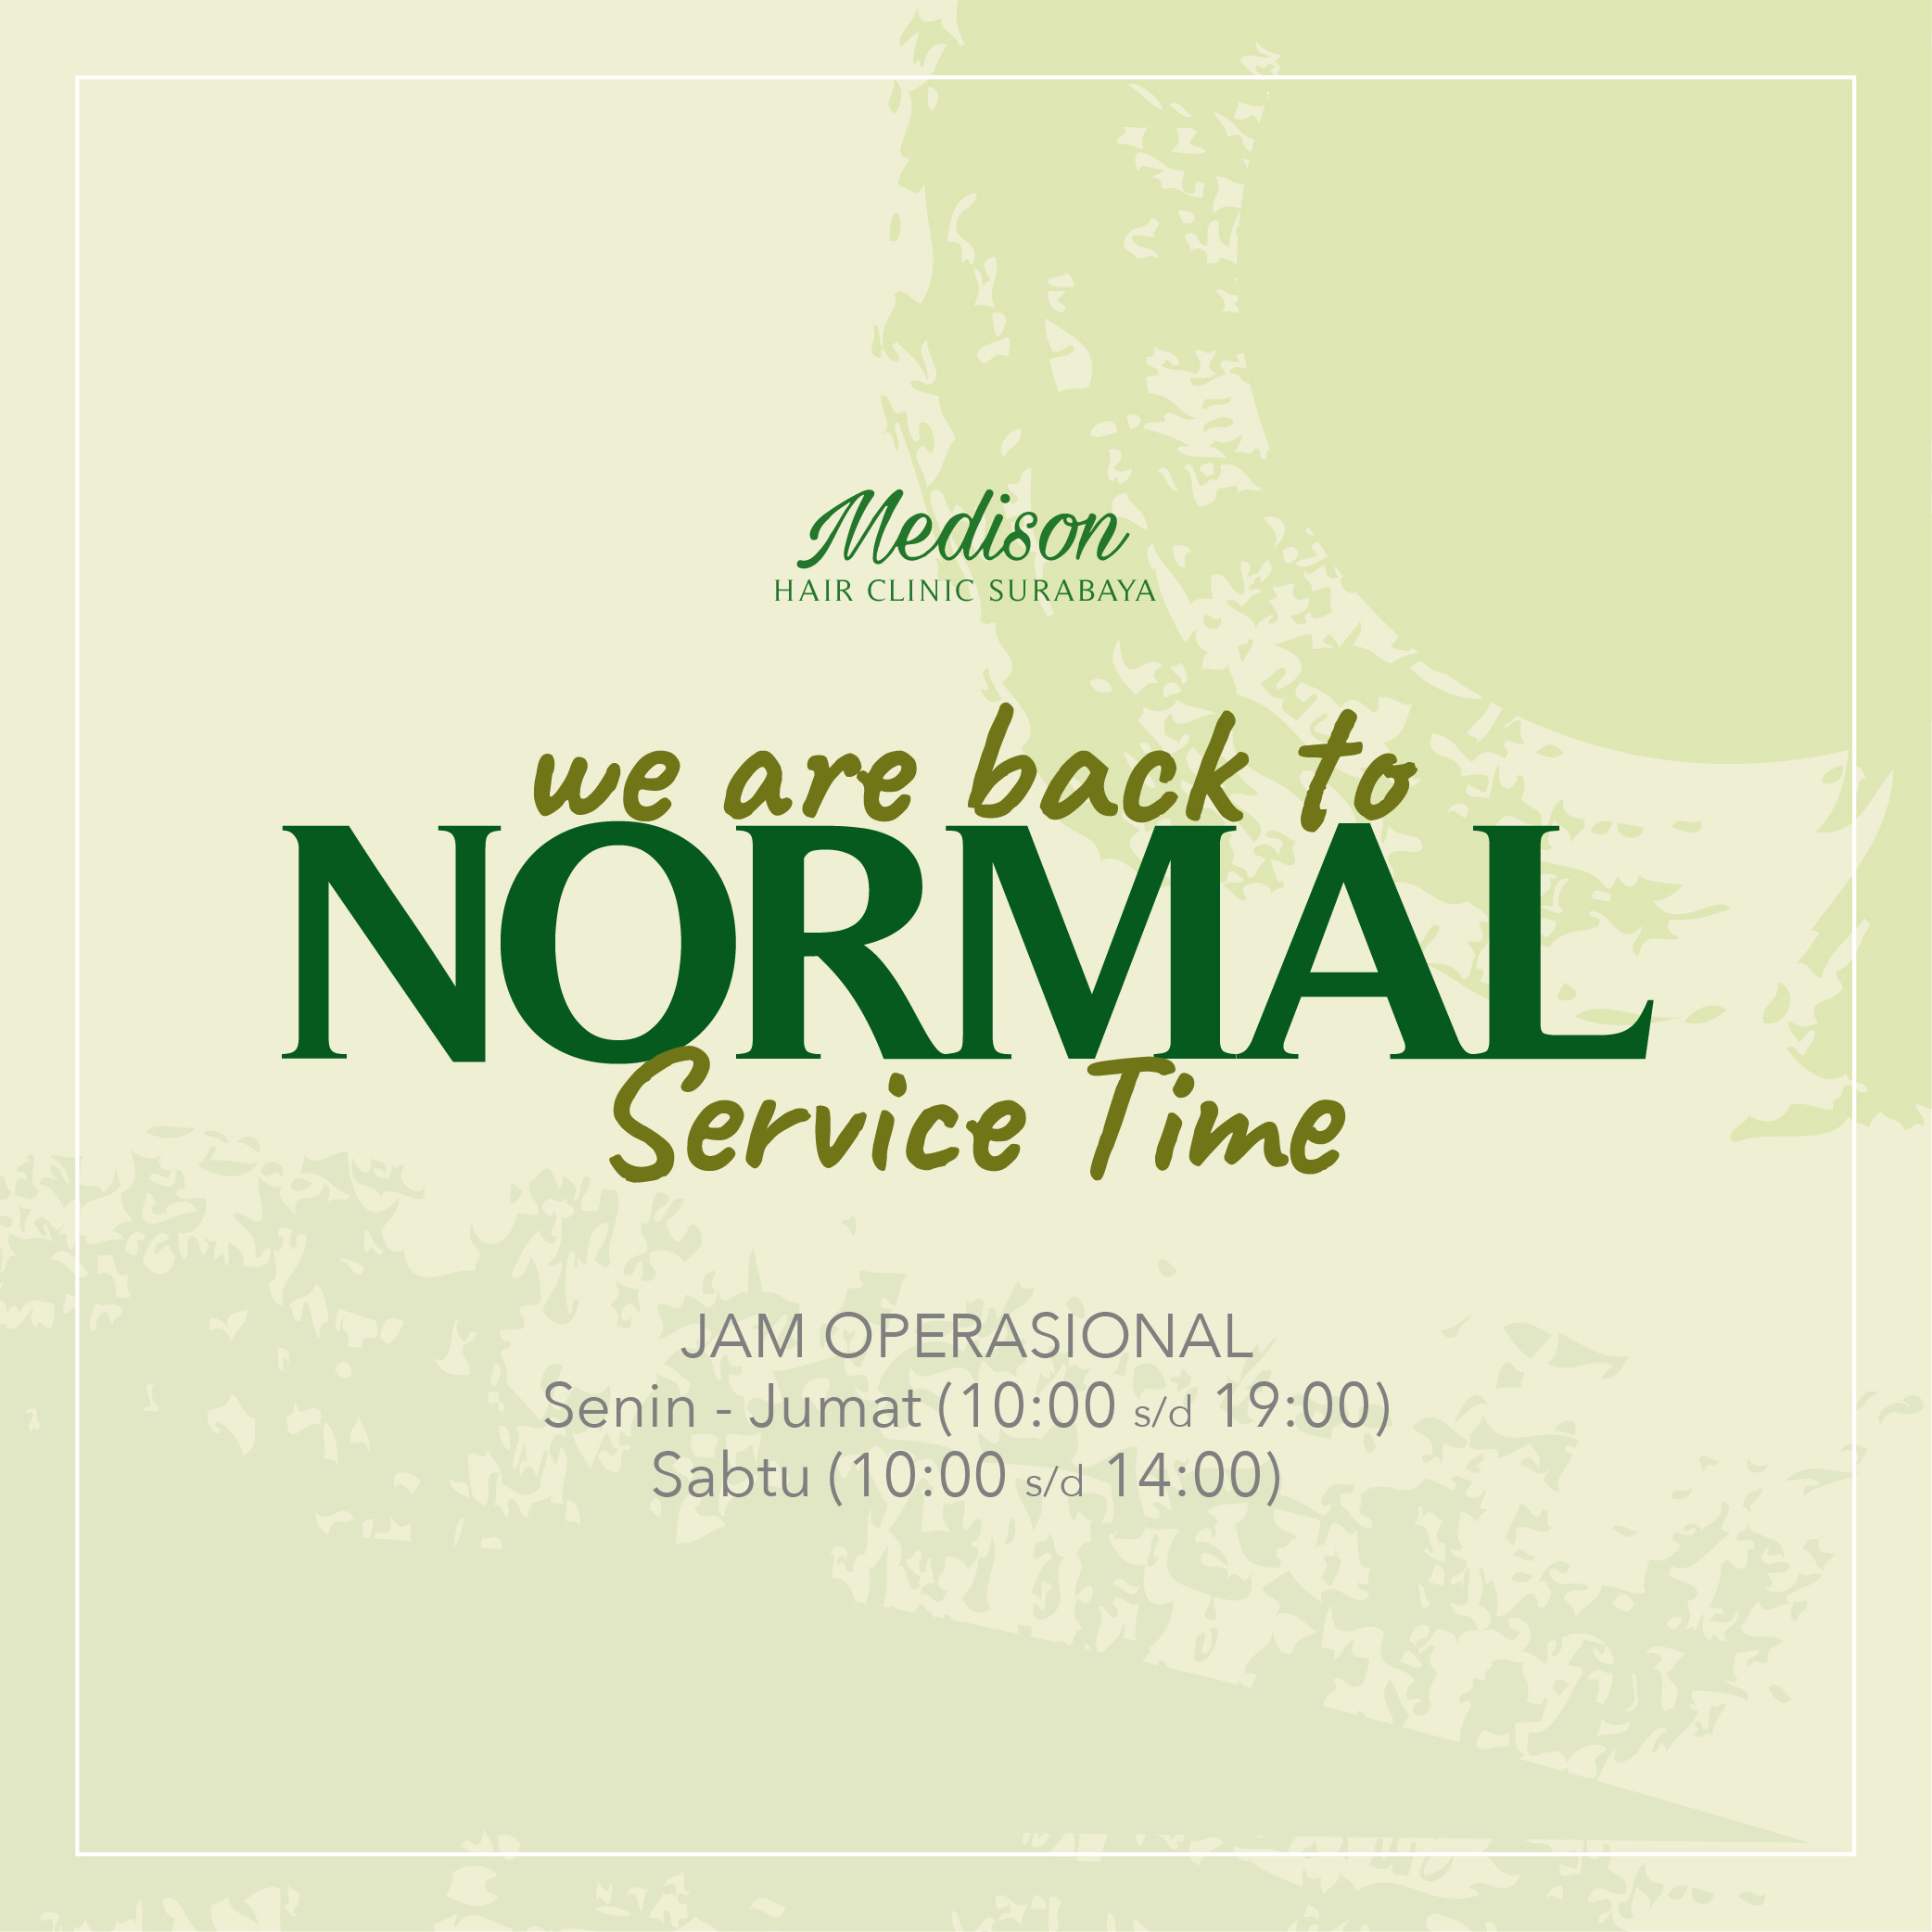 Medison
HAIR CLINIC SURABAYA
we are back to
NORMAL
Service Time
JAM OPERASIONAL
Senin - Jumat (10:00 s/d 19:00)
Sabtu (10:00 s/d 14:00)